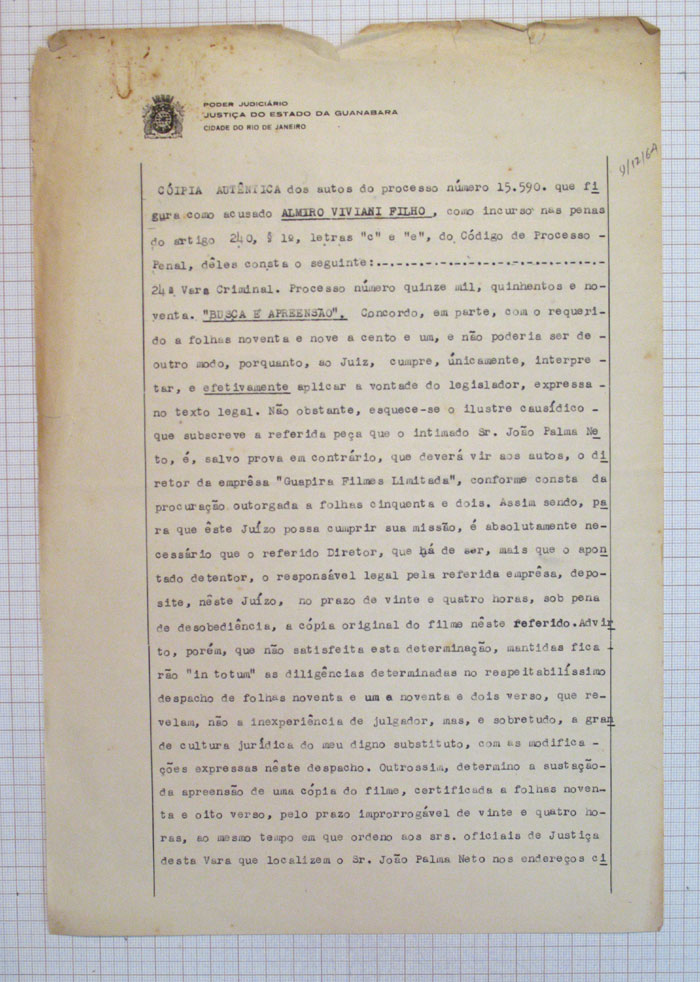 PODER JUDICIÁRIO
JUSTIÇA DO ESTADO DA GUANABARA
CIDADE DO RIO DE JANEIRO
9/12/64
CÓIPIA AUTÊNTICA dos autos do processo número 15.590. que fi
gura como acusado ALMIRO VIVIANI FILHO, como incurso nas penas
do artigo 240, § 1º, letras "c" e "e", do Código de Processo -
Penal, dêles consta o seguinte:.-.-.-.-.-.-.-.-.-.-.-.-.-.-.-
24ª Vara Criminal. Processo número quinze mil, quinhentos e no-
venta. "BUSCA E APREENSÃO". Concordo, em parte, com o requeri-
do a folhas noventa e nove a cento e um, e não poderia ser de-
outro modo, porquanto, ao Juiz, cumpre, únicamente, interpre -
tar, e efetivamente aplicar a vontade do legislador, expressa -
no texto legal. Não obstante, esquece-se o ilustre causídico -
que subscreve a referida peça que o intimado Sr. João Palma Ne
to, é, salvo prova em contrário, que deverá vir aos autos, o di
retor da emprêsa "Guapira Filmes Limitada", conforme consta da
procuração outorgada a folhas cinquenta e dois. Assim sendo, pa
ra que êste Juízo possa cumprir sua missão, é absolutamente ne-
cessário que o referido Diretor, que há de ser, mais que o apon
tado detentor, o responsável legal pela referida emprêsa, depo-
site, nêste Juízo, no prazo de vinte e quatro horas, sob pena
de desobediência, a cópia original do filme nêste referido.Advir
to, porém, que não satisfeita esta determinação, mantidas fica -
rão "in totum" as diligências determinadas no respeitabilíssimo
despacho de folhas noventa e um a noventa e dois verso, que re-
velam, não a inexperiência de julgador, mas, e sobretudo, a gran
de cultura jurídica do meu digno substituto, com as modifica -
ções expressas nêste despacho. Outrossim, determino a sustação-
da apreensão de uma cópia do filme, certificada a folhas noven-
ta e oito verso, pelo prazo improrrogável de vinte e quatro ho-
ras, ao mesmo tempo em que ordeno aos srs. oficiais de Justiça
desta Vara que localizem o Sr. João Palma Neto nos endereços ci